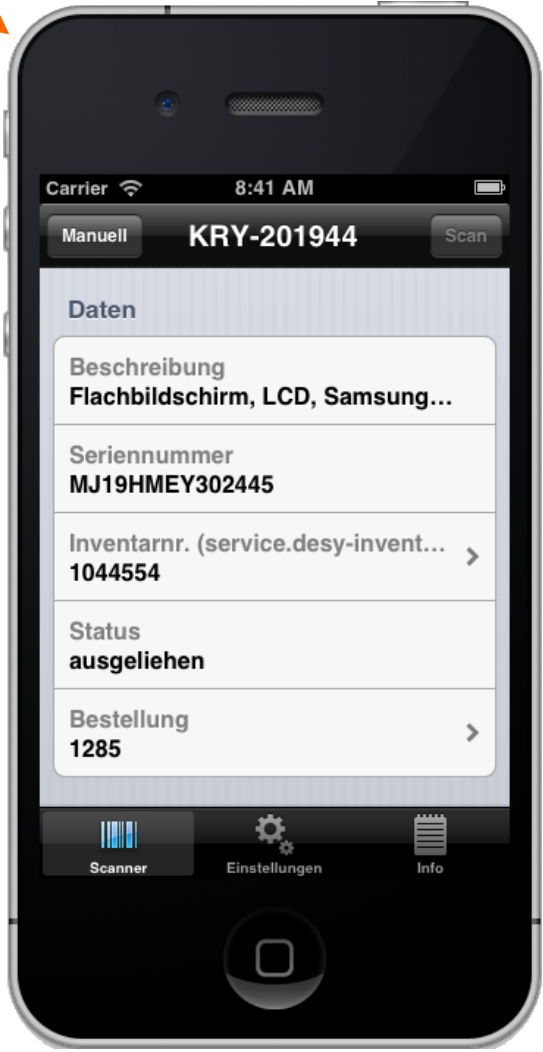 Carrier 8:41 AM
Manuell KRY-201944 Scan
Daten
Beschreibung
Flachbildschirm, LCD, Samsung...
Seriennummer
MJ19HMEY302445
Inventarnr. (service.desy-invent...
1044554
Status
ausgeliehen
Bestellung
1285
Scanner Einstellungen Info